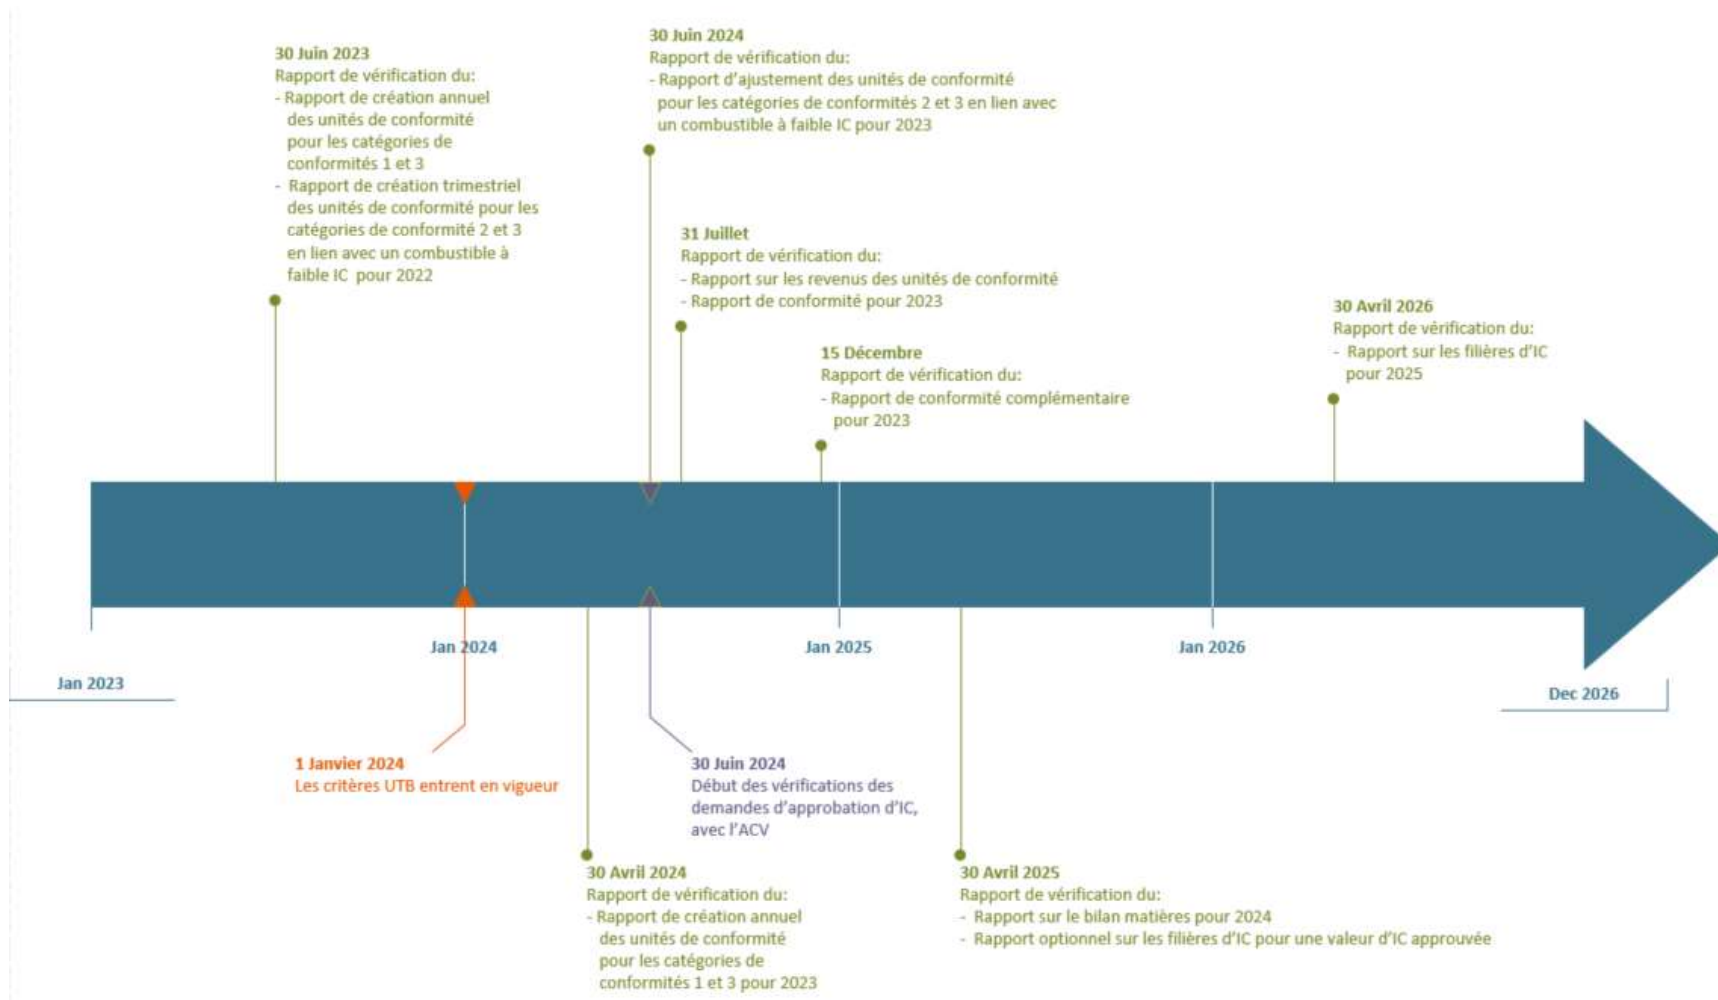 30 Juin 2023
Rapport de vérification du:
- Rapport de création annuel
des unités de conformité
pour les catégories de
conformités 1 et 3
- Rapport de création trimestriel
des unités de conformité pour les
catégories de conformité 2 et 3
en lien avec un combustible à
faible IC pour 2022
30 Juin 2024
Rapport de vérification du:
- Rapport d'ajustement des unités de conformité
pour les catégories de conformités 2 et 3 en lien avec
un combustible à faible IC pour 2023
31 Juillet
Rapport de vérification du:
- Rapport sur les revenus des unités de conformité
- Rapport de conformité pour 2023
15 Décembre
Rapport de vérification du:
- Rapport de conformité complémentaire
pour 2023
30 Avril 2026
Rapport de vérification du:
- Rapport sur les filières d'IC
pour 2025
Jan 2023
Jan 2024
Jan 2025
Jan 2026
Dec 2026
1 Janvier 2024
Les critères UTB entrent en vigueur
30 Juin 2024
Début des vérifications des
demandes d'approbation d'IC,
avec l'ACV
30 Avril 2024
Rapport de vérification du:
- Rapport de création annuel
des unités de conformité
pour les catégories de
conformités 1 et 3 pour 2023
30 Avril 2025
Rapport de vérification du:
- Rapport sur le bilan matières pour 2024
- Rapport optionnel sur les filières d'IC pour une valeur d'IC approuvée